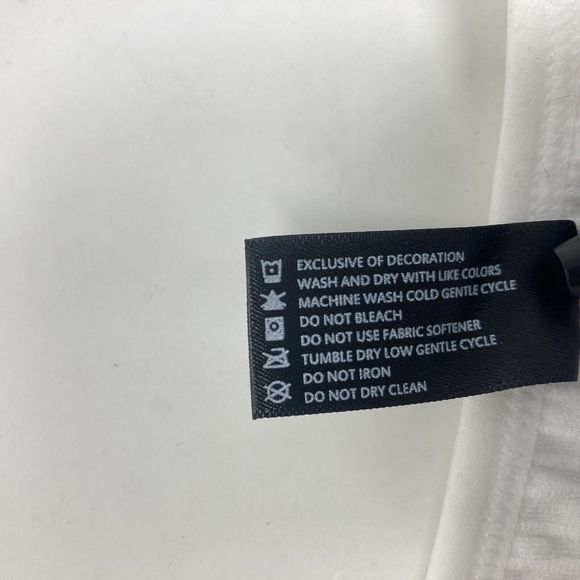 EXCLUSIVE OF DECORATION
WASH AND DRY WITH LIKE COLORS
MACHINE WASH COLD GENTLE CYCLE
DO NOT BLEACH
DO NOT USE FABRIC SOFTENER
TUMBLE DRY LOW GENTLE CYCLE
DO NOT IRON
DO NOT DRY CLEAN